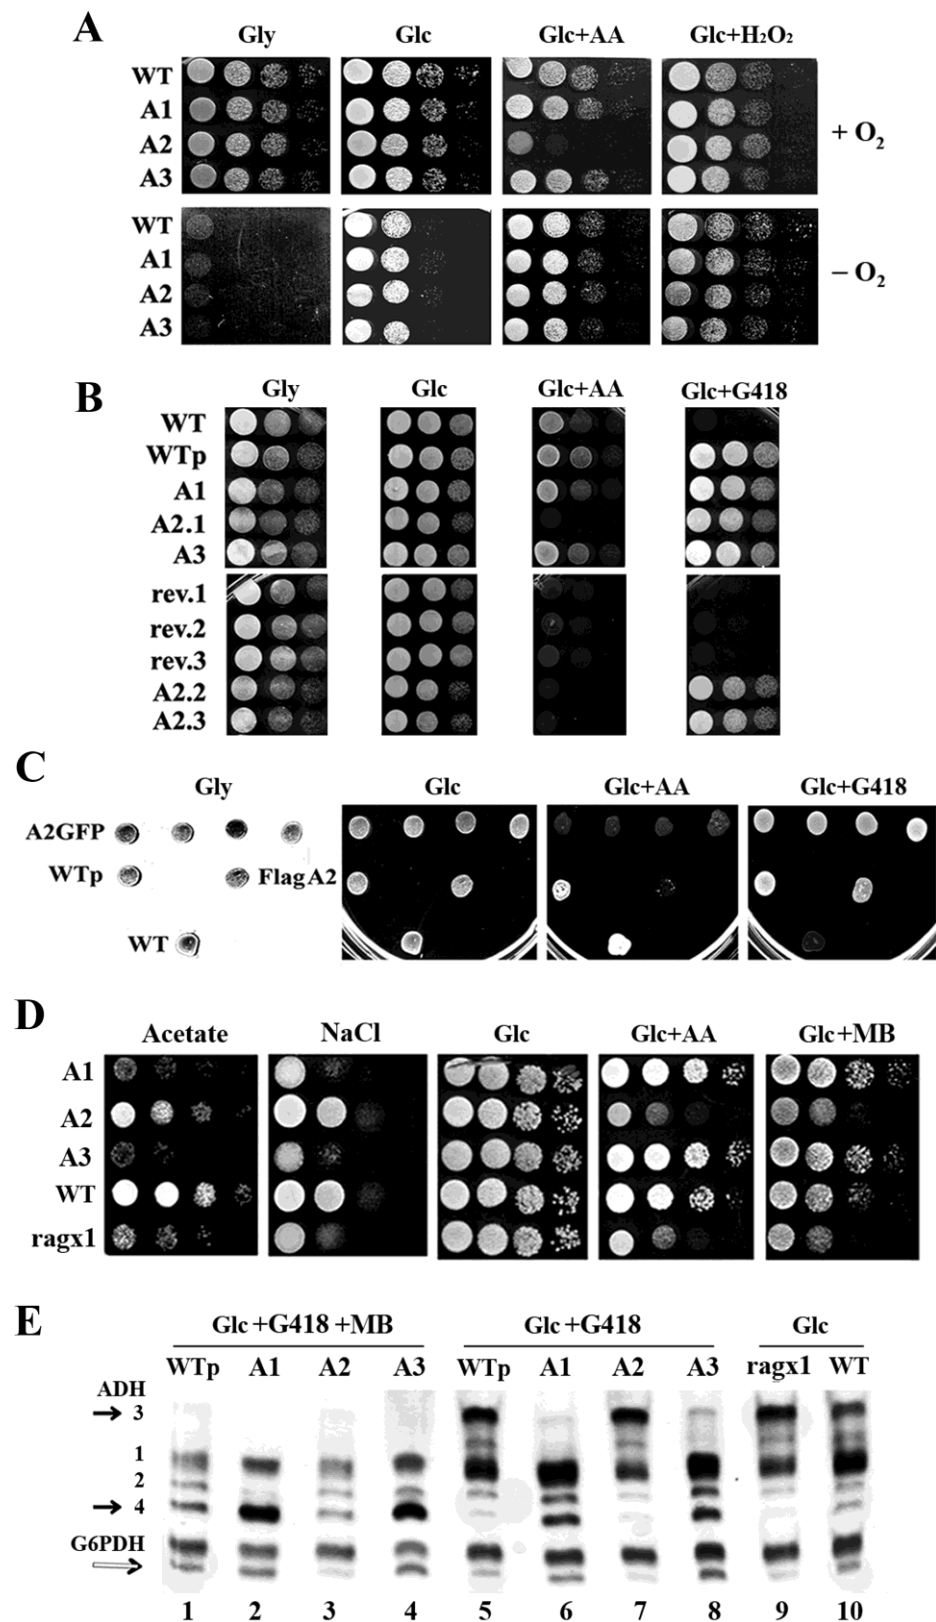 A
Gly Glc Glc+AA Glc+H₂O₂
WT
A1
A2
A3
+ O₂
WT
A1
A2
A3
− O₂
B
Gly Glc Glc+AA Glc+G418
WT
WTp
A1
A2.1
A3
rev.1
rev.2
rev.3
A2.2
A2.3
C
Gly Glc Glc+AA Glc+G418
A2GFP
WTp FlagA2
WT
D
Acetate NaCl Glc Glc+AA Glc+MB
A1
A2
A3
WT
ragx1
E
Glc +G418 +MB Glc +G418 Glc
WTp A1 A2 A3 WTp A1 A2 A3 ragx1 WT
ADH
3
1
2
4
G6PDH
1 2 3 4 5 6 7 8 9 10